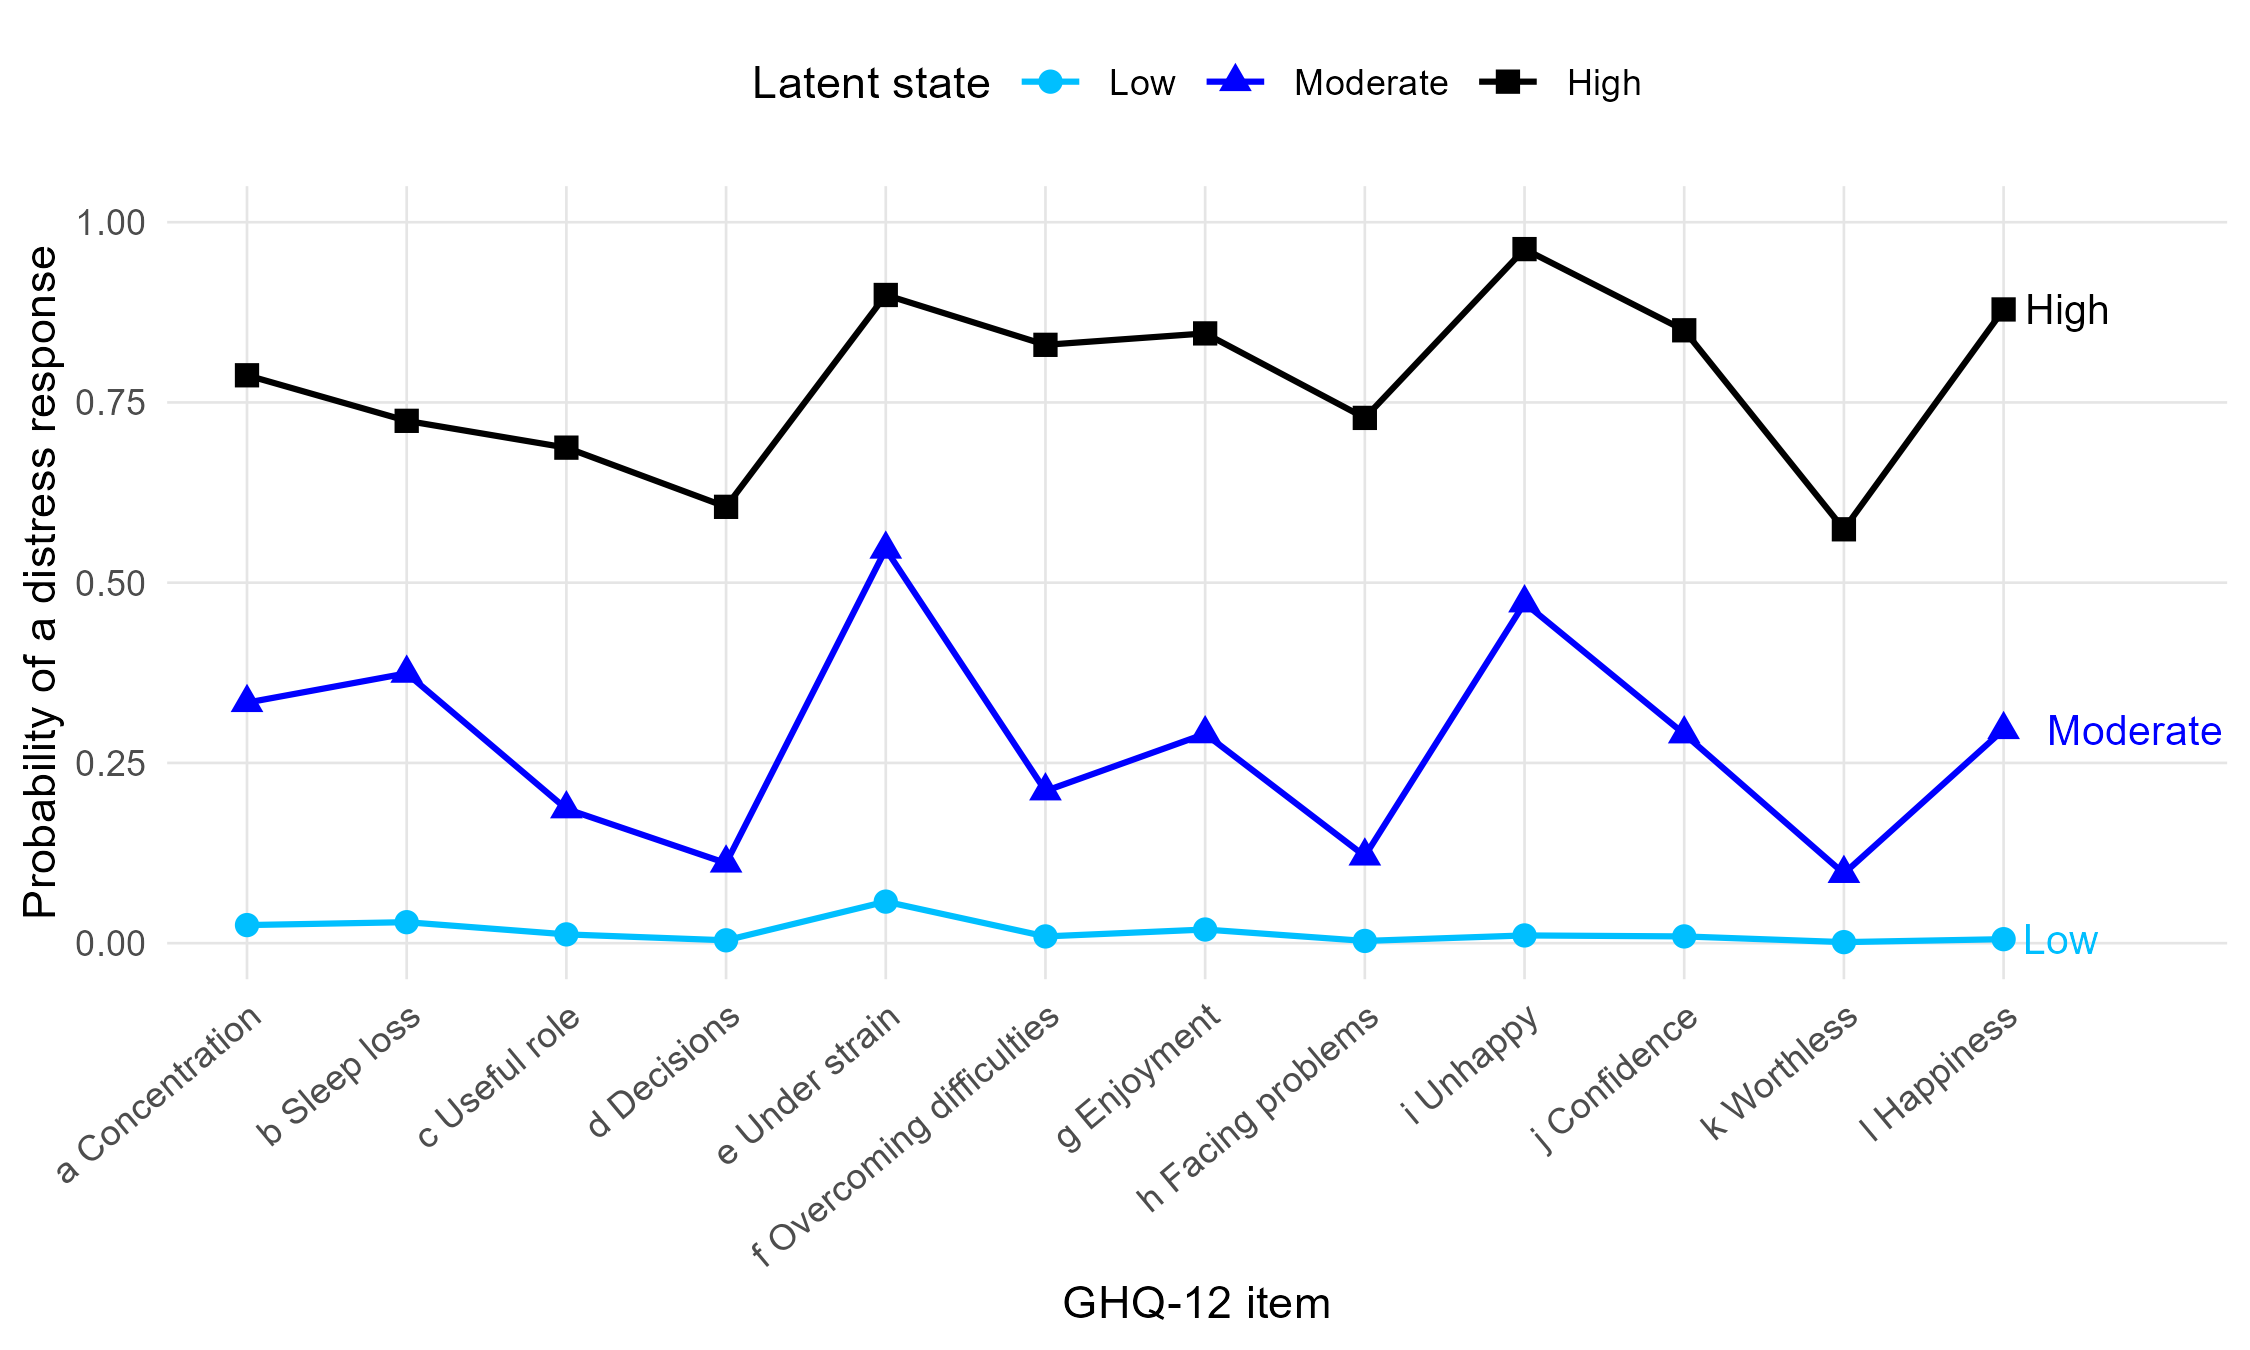 Latent state Low Moderate High
Probability of a distress response
1.00
0.75
0.50
0.25
0.00
High
Moderate
Low
a Concentration
b Sleep loss
c Useful role
d Decisions
e Under strain
f Overcoming difficulties
g Enjoyment
h Facing problems
i Unhappy
j Confidence
k Worthless
l Happiness
GHQ-12 item